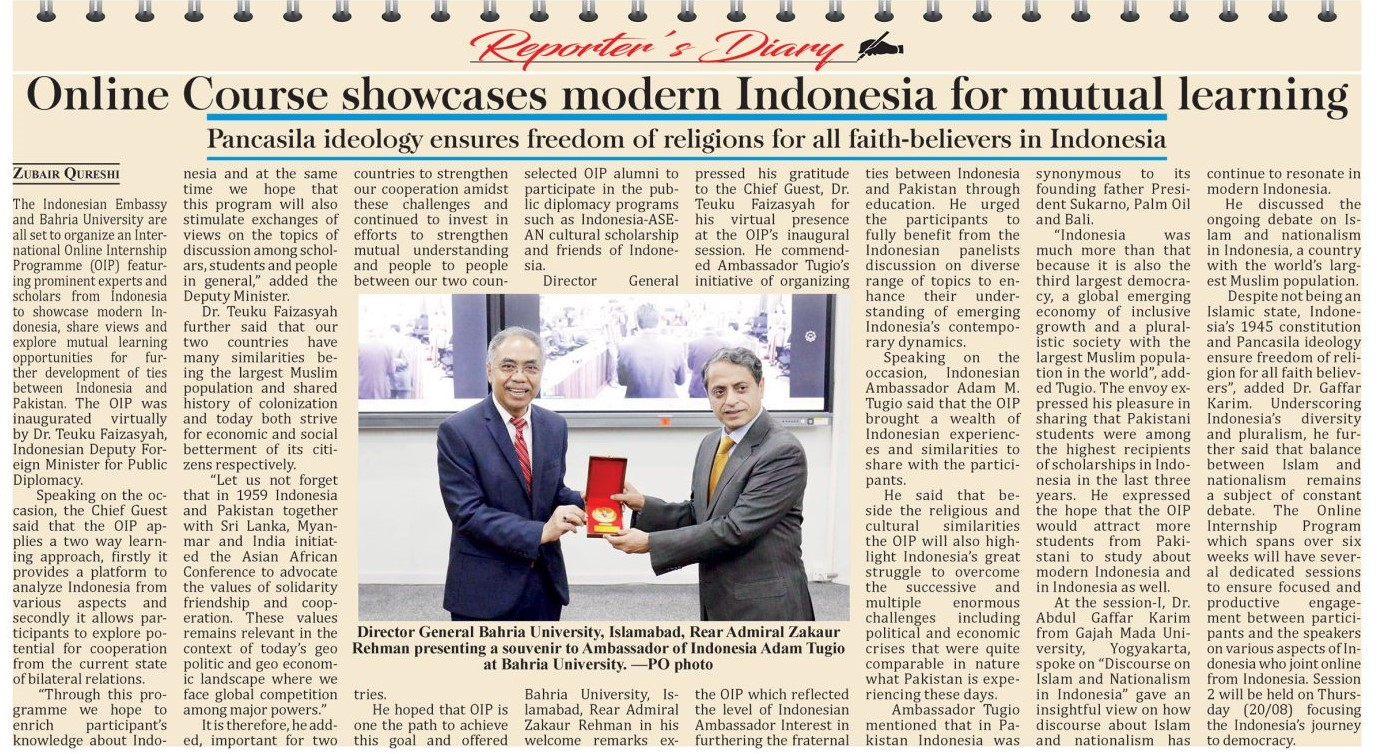 Reporter's Diary
Online Course showcases modern Indonesia for mutual learning
Pancasila ideology ensures freedom of religions for all faith-believers in Indonesia
ZUBAIR QURESHI
The Indonesian Embassy
and Bahria University are
all set to organize an Inter-
national Online Internship
Programme (OIP) featur-
ing prominent experts and
scholars from Indonesia
to showcase modern In-
donesia, share views and
explore mutual learning
opportunities for fur-
ther development of ties
between Indonesia and
Pakistan. The OIP was
inaugurated virtually
by Dr. Teuku Faizasyah,
Indonesian Deputy For-
eign Minister for Public
Diplomacy.
Speaking on the oc-
casion, the Chief Guest
said that the OIP ap-
plies a two way learn-
ing approach, firstly it
provides a platform to
analyze Indonesia from
various aspects and
secondly it allows par-
ticipants to explore po-
tential for cooperation
from the current state
of bilateral relations.
"Through this pro-
gramme we hope to
enrich participant's
knowledge about Indo-
nesia and at the same
time we hope that
this program will also
stimulate exchanges of
views on the topics of
discussion among schol-
ars, students and people
in general," added the
Deputy Minister.
Dr. Teuku Faizasyah
further said that our
two countries have
many similarities be-
ing the largest Muslim
population and shared
history of colonization
and today both strive
for economic and social
betterment of its citi-
zens respectively.
"Let us not forget
that in 1959 Indonesia
and Pakistan together
with Sri Lanka, Myan-
mar and India initiat-
ed the Asian African
Conference to advocate
the values of solidarity
friendship and coop-
eration. These values
remains relevant in the
context of today's geo
politic and geo econom-
ic landscape where we
face global competition
among major powers."
It is therefore, he add-
ed, important for two
countries to strengthen
our cooperation amidst
these challenges and
continued to invest in
efforts to strengthen
mutual understanding
and people to people
between our two coun-
tries.
He hoped that OIP is
one the path to achieve
this goal and offered
selected OIP alumni to
participate in the pub-
lic diplomacy programs
such as Indonesia-ASE-
AN cultural scholarship
and friends of Indone-
sia.
Director General
Bahria University, Is-
lamabad, Rear Admiral
Zakaur Rehman in his
welcome remarks ex-
pressed his gratitude
to the Chief Guest, Dr.
Teuku Faizasyah for
his virtual presence
at the OIP's inaugural
session. He commend-
ed Ambassador Tugio's
initiative of organizing
the OIP which reflected
the level of Indonesian
Ambassador Interest in
furthering the fraternal
Director General Bahria University, Islamabad, Rear Admiral Zakaur
Rehman presenting a souvenir to Ambassador of Indonesia Adam Tugio
at Bahria University. —PO photo
ties between Indonesia
and Pakistan through
education. He urged
the participants to
fully benefit from the
Indonesian panelists
discussion on diverse
range of topics to en-
hance their under-
standing of emerging
Indonesia's contempo-
rary dynamics.
Speaking on the
occasion, Indonesian
Ambassador Adam M.
Tugio said that the OIP
brought a wealth of
Indonesian experienc-
es and similarities to
share with the partici-
pants.
He said that be-
side the religious and
cultural similarities
the OIP will also high-
light Indonesia's great
struggle to overcome
the successive and
multiple enormous
challenges including
political and economic
crises that were quite
comparable in nature
what Pakistan is expe-
riencing these days.
Ambassador Tugio
mentioned that in Pa-
kistan Indonesia was
synonymous to its
founding father Presi-
dent Sukarno, Palm Oil
and Bali.
"Indonesia was
much more than that
because it is also the
third largest democra-
cy, a global emerging
economy of inclusive
growth and a plural-
istic society with the
largest Muslim popula-
tion in the world", add-
ed Tugio. The envoy ex-
pressed his pleasure in
sharing that Pakistani
students were among
the highest recipients
of scholarships in Indo-
nesia in the last three
years. He expressed
the hope that the OIP
would attract more
students from Paki-
stani to study about
modern Indonesia and
in Indonesia as well.
At the session-I, Dr.
Abdul Gaffar Karim
from Gajah Mada Uni-
versity, Yogyakarta,
spoke on "Discourse on
Islam and Nationalism
in Indonesia" gave an
insightful view on how
discourse about Islam
and nationalism has
continue to resonate in
modern Indonesia.
He discussed the
ongoing debate on Is-
lam and nationalism
in Indonesia, a country
with the world's larg-
est Muslim population.
Despite not being an
Islamic state, Indone-
sia's 1945 constitution
and Pancasila ideology
ensure freedom of reli-
gion for all faith believ-
ers", added Dr. Gaffar
Karim. Underscoring
Indonesia's diversity
and pluralism, he fur-
ther said that balance
between Islam and
nationalism remains
a subject of constant
debate. The Online
Internship Program
which spans over six
weeks will have sever-
al dedicated sessions
to ensure focused and
productive engage-
ment between partici-
pants and the speakers
on various aspects of In-
donesia who joint online
from Indonesia. Session
2 will be held on Thurs-
day (20/08) focusing
the Indonesia's journey
to democracy.